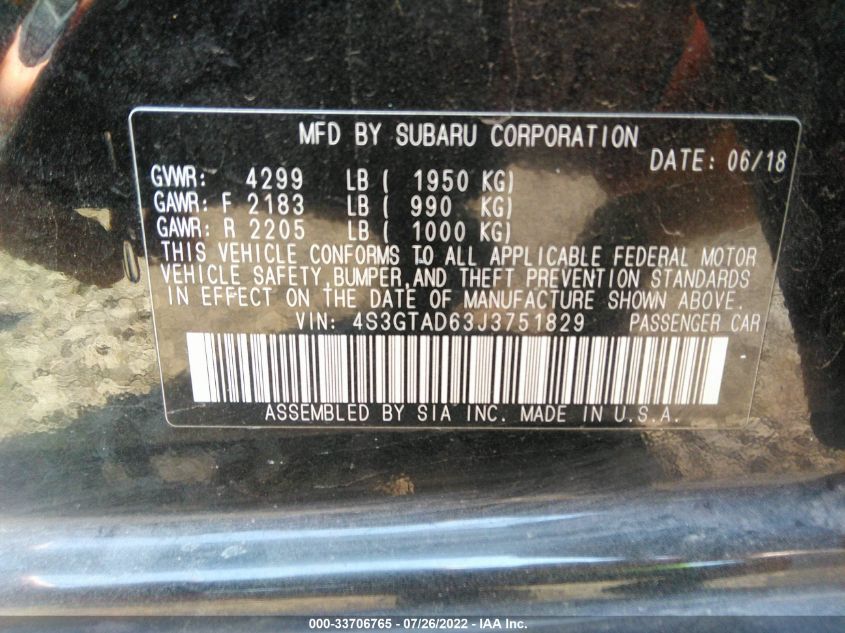 MFD BY SUBARU CORPORATION
DATE: 06/18
GVWR: 4299 LB ( 1950 KG)
GAWR: F 2183 LB ( 990 KG)
GAWR: R 2205 LB ( 1000 KG)
THIS VEHICLE CONFORMS TO ALL APPLICABLE FEDERAL MOTOR
VEHICLE SAFETY, BUMPER, AND THEFT PREVENTION STANDARDS
IN EFFECT ON THE DATE OF MANUFACTURE SHOWN ABOVE.
VIN: 4S3GTAD63J3751829 PASSENGER CAR
ASSEMBLED BY SIA INC. MADE IN U.S.A.
000-33706765 - 07/26/2022 - IAA Inc.